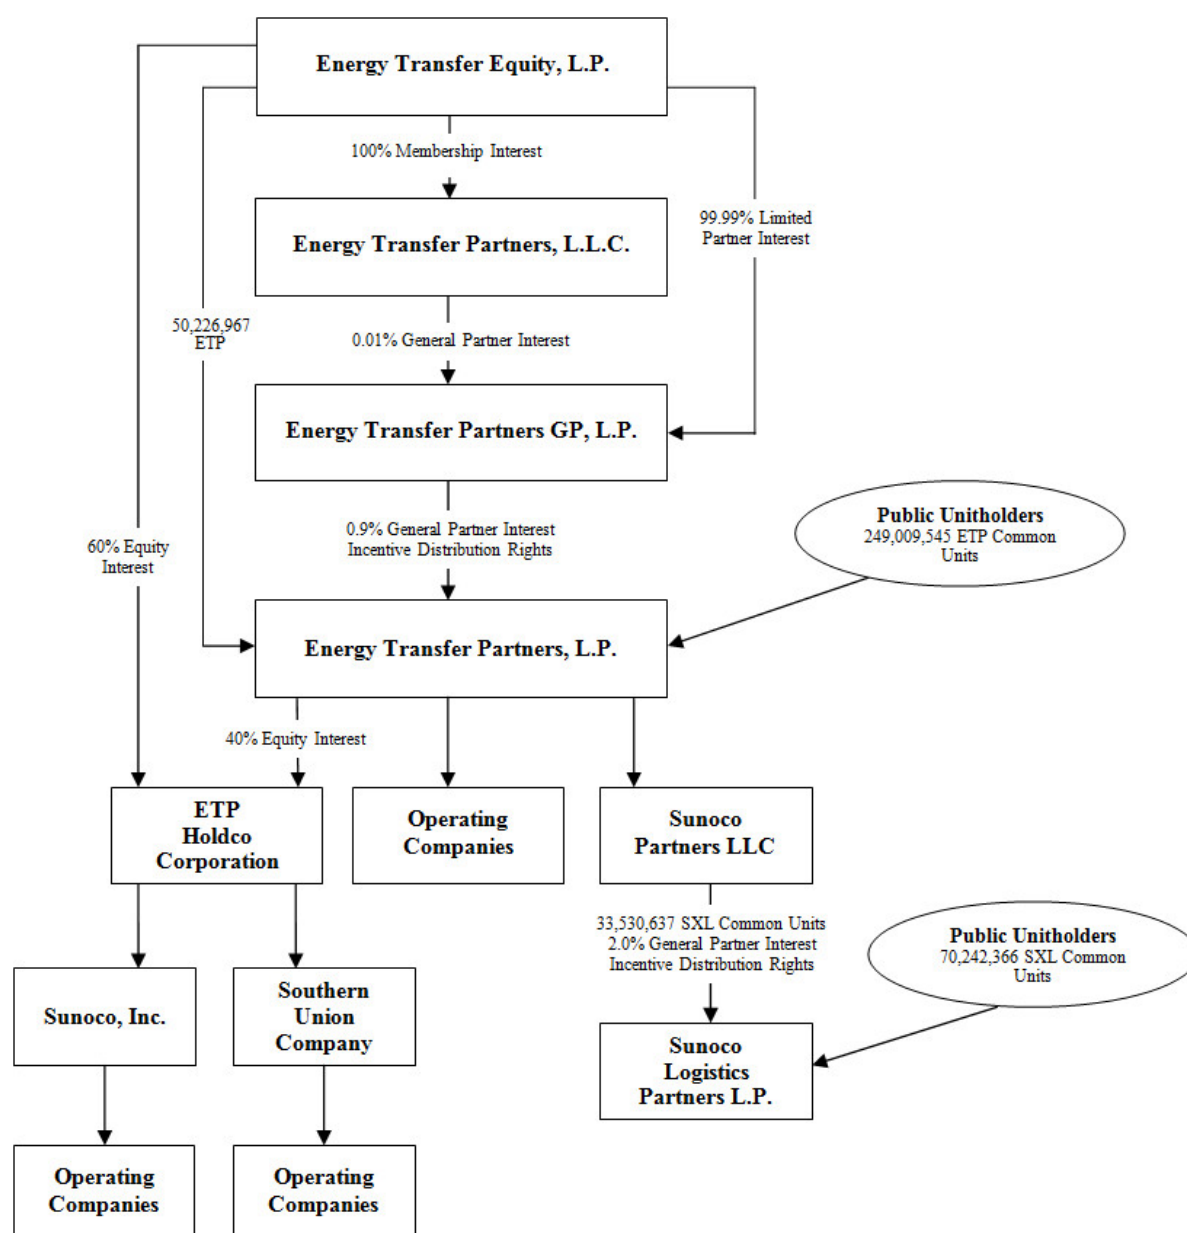 Energy Transfer Equity, L.P.
100% Membership Interest
99.99% Limited
Partner Interest
Energy Transfer Partners, L.L.C.
50,226,967
ETP
0.01% General Partner Interest
Energy Transfer Partners GP, L.P.
Public Unitholders
249,009,545 ETP Common
Units
0.9% General Partner Interest
Incentive Distribution Rights
60% Equity
Interest
Energy Transfer Partners, L.P.
40% Equity Interest
ETP
Holdco
Corporation
Operating
Companies
Sunoco
Partners LLC
33,530,637 SXL Common Units
2.0% General Partner Interest
Incentive Distribution Rights
Public Unitholders
70,242,366 SXL Common
Units
Sunoco, Inc.
Southern
Union
Company
Sunoco
Logistics
Partners L.P.
Operating
Companies
Operating
Companies